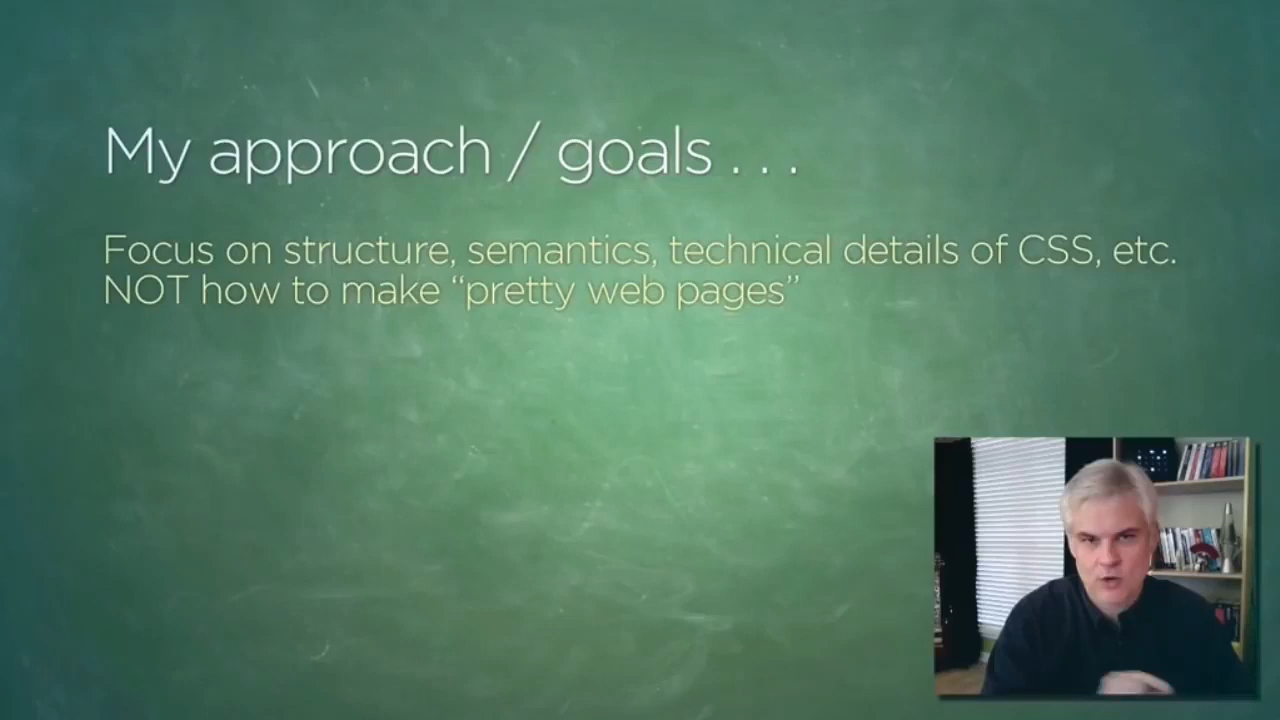 My approach / goals . . .
Focus on structure, semantics, technical details of CSS, etc.
NOT how to make “pretty web pages”